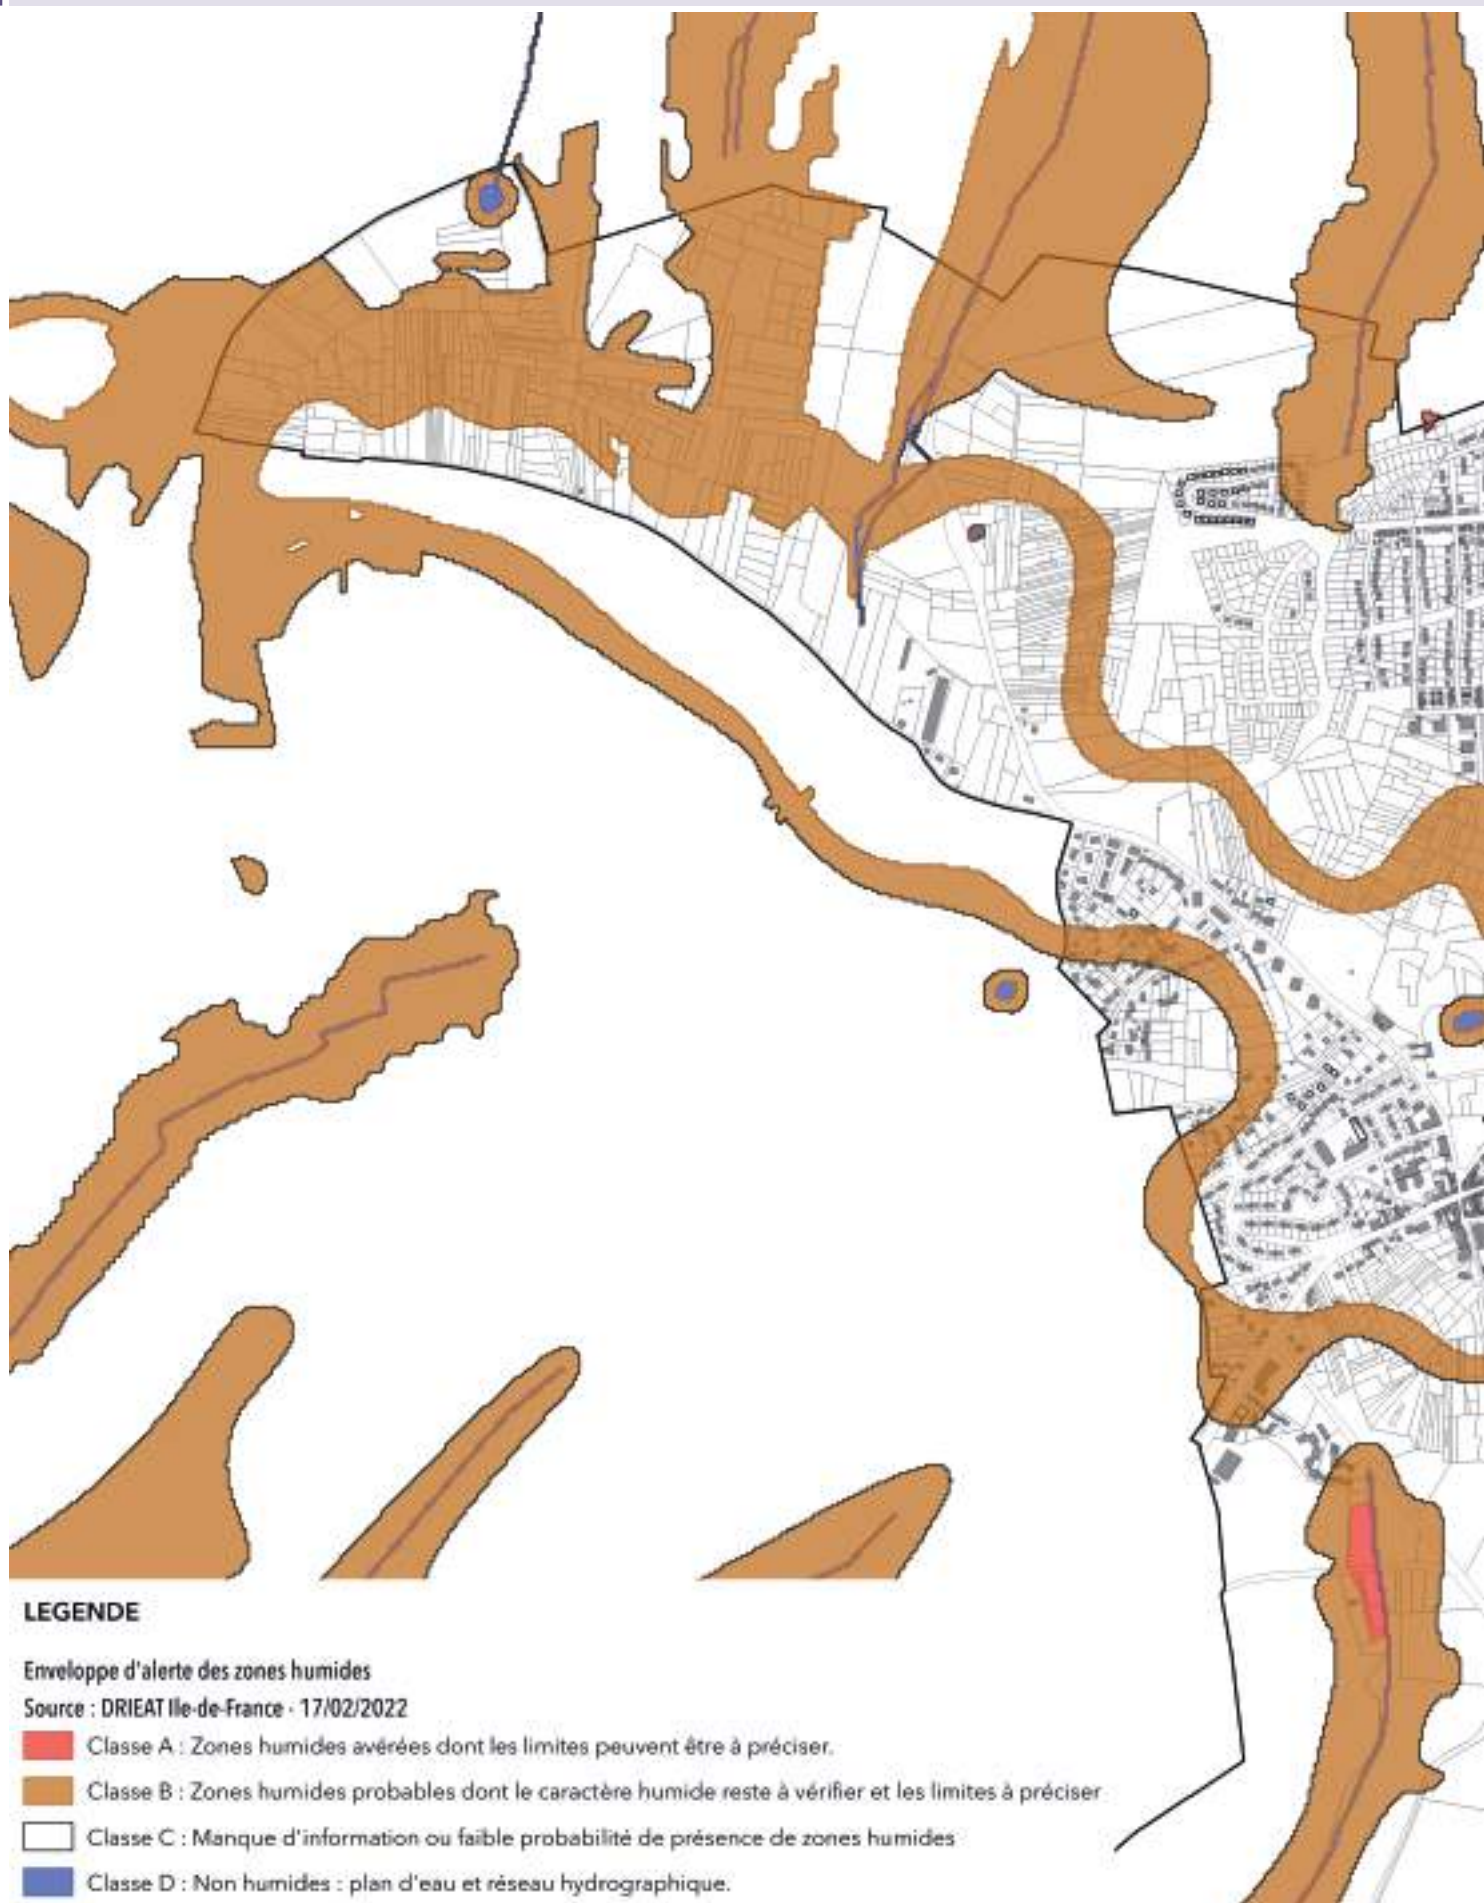 LEGENDE
Enveloppe d'alerte des zones humides
Source : DRIEAT Ile-de-France - 17/02/2022
Classe A : Zones humides avérées dont les limites peuvent être à préciser.
Classe B : Zones humides probables dont le caractère humide reste à vérifier et les limites à préciser
Classe C : Manque d'information ou faible probabilité de présence de zones humides
Classe D : Non humides : plan d'eau et réseau hydrographique.